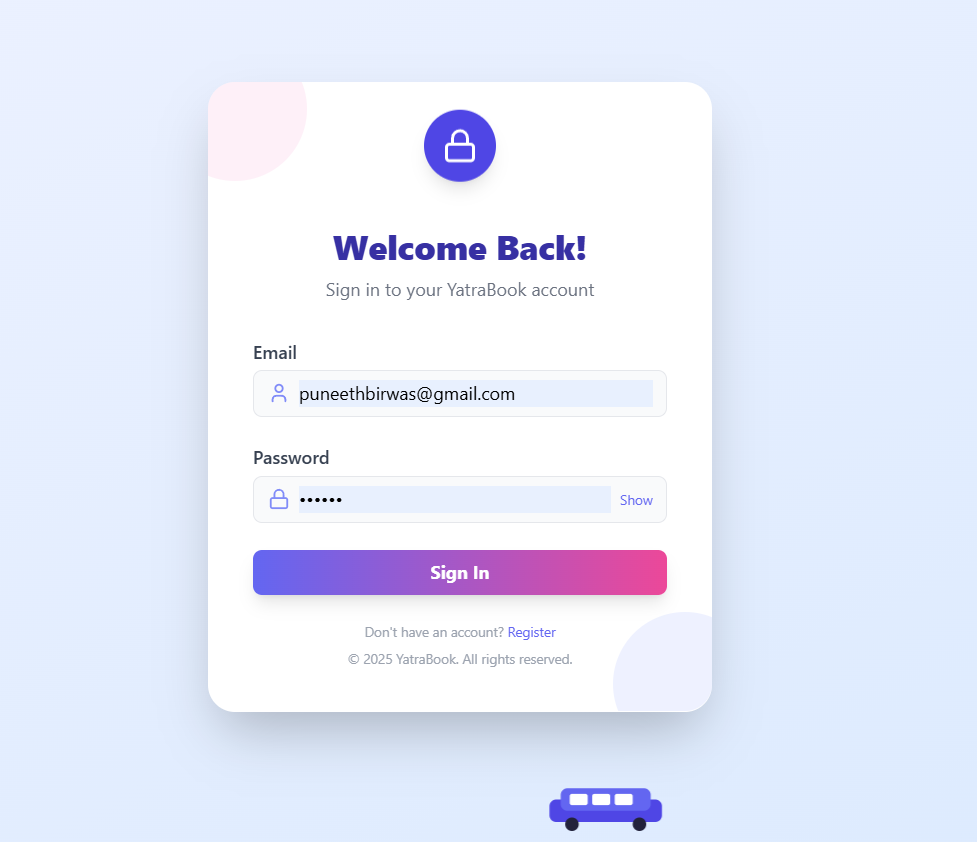 Welcome Back!
Sign in to your YatraBook account
Email
puneethbirwas@gmail.com
Password
••••••
Show
Sign In
Don't have an account? Register
© 2025 YatraBook. All rights reserved.